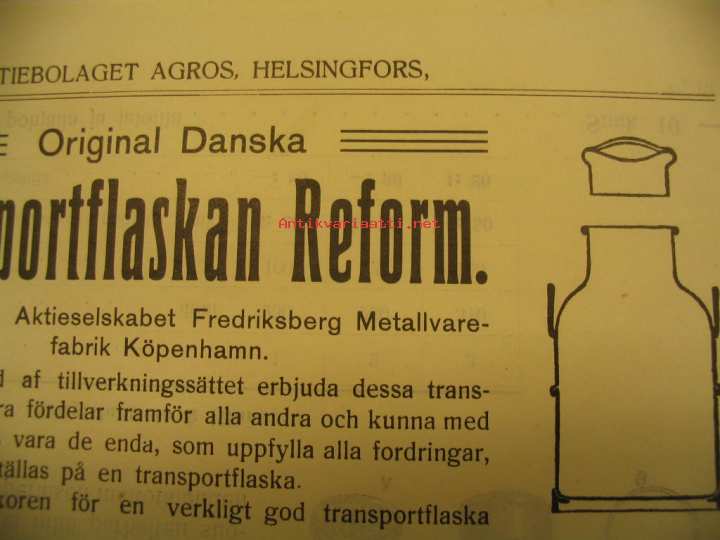 TIEBOLAGET AGROS, HELSINGFORS,
Original Danska
portflaskan Reform.
Antikvariaatti.net
Aktieselskabet Fredriksberg Metallvare-
fabrik Köpenhamn.
af tillverkningssättet erbjuda dessa trans-
ra fördelar framför alla andra och kunna med
vara de enda, som uppfylla alla fordringar,
tällas på en transportflaska.
koren för en verkligt god transportflaska